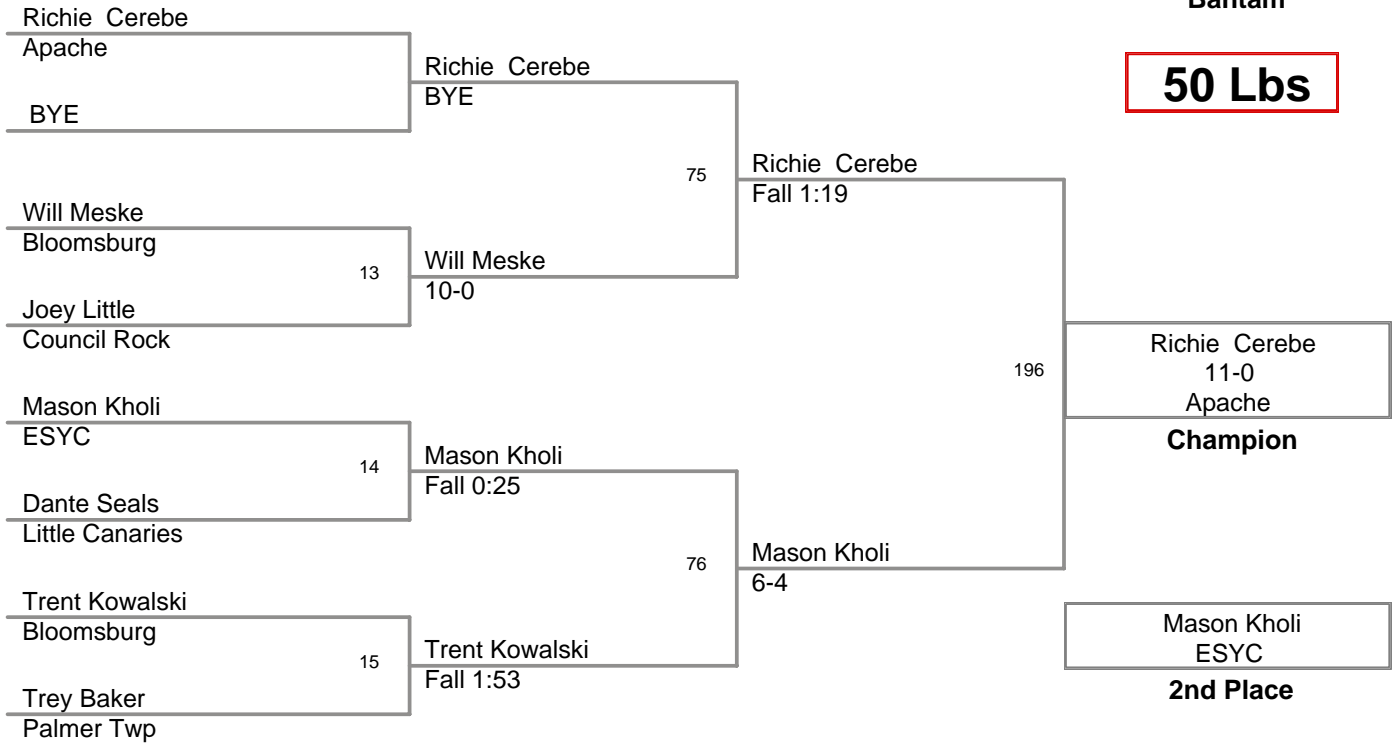 Bantam
50 Lbs
Richie Cerebe
Apache
BYE
Will Meske
Bloomsburg
13
Joey Little
Council Rock
Mason Kholi
ESYC
14
Dante Seals
Little Canaries
Trent Kowalski
Bloomsburg
15
Trey Baker
Palmer Twp
Richie Cerebe
BYE
75
Will Meske
10-0
Mason Kholi
Fall 0:25
76
Trent Kowalski
Fall 1:53
Richie Cerebe
Fall 1:19
196
Mason Kholi
6-4
Richie Cerebe
11-0
Apache
Champion
Mason Kholi
ESYC
2nd Place